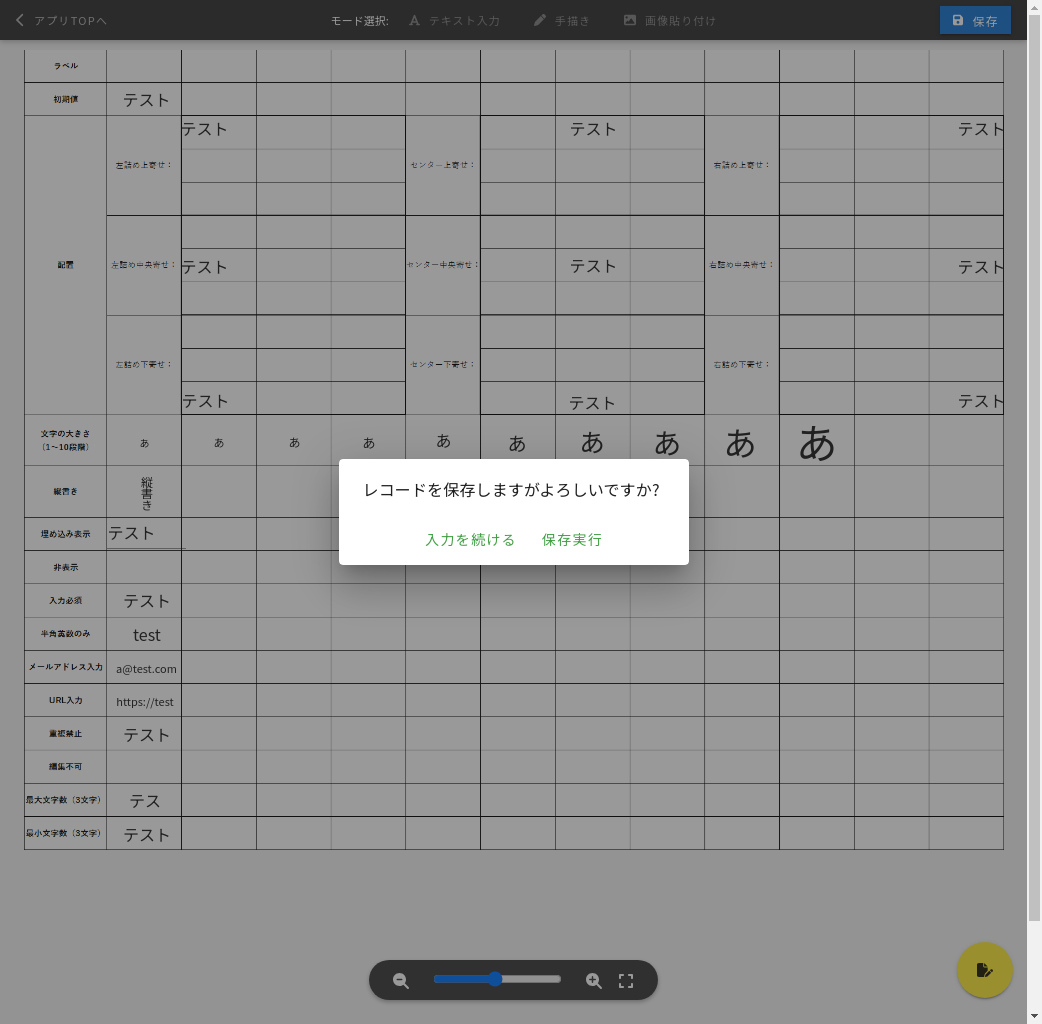 アプリTOPへ
モード選択:
テキスト入力
手描き
画像貼り付け
保存
ラベル
初期値
テスト
配置
左詰め上寄せ：
テスト
センター上寄せ：
テスト
右詰め上寄せ：
テスト
左詰め中央寄せ：
テスト
センター中央寄せ：
テスト
右詰め中央寄せ：
テスト
左詰め下寄せ：
テスト
センター下寄せ：
テスト
右詰め下寄せ：
テスト
文字の大きさ
（1〜10段階）
あ
あ
あ
あ
あ
あ
あ
あ
あ
あ
縦書き
縦書き
レコードを保存しますがよろしいですか?
入力を続ける
保存実行
埋め込み表示
テスト
非表示
入力必須
テスト
半角英数のみ
test
メールアドレス入力
a@test.com
URL入力
https://test
重複禁止
テスト
編集不可
最大文字数（3文字）
テス
最小文字数（3文字）
テスト